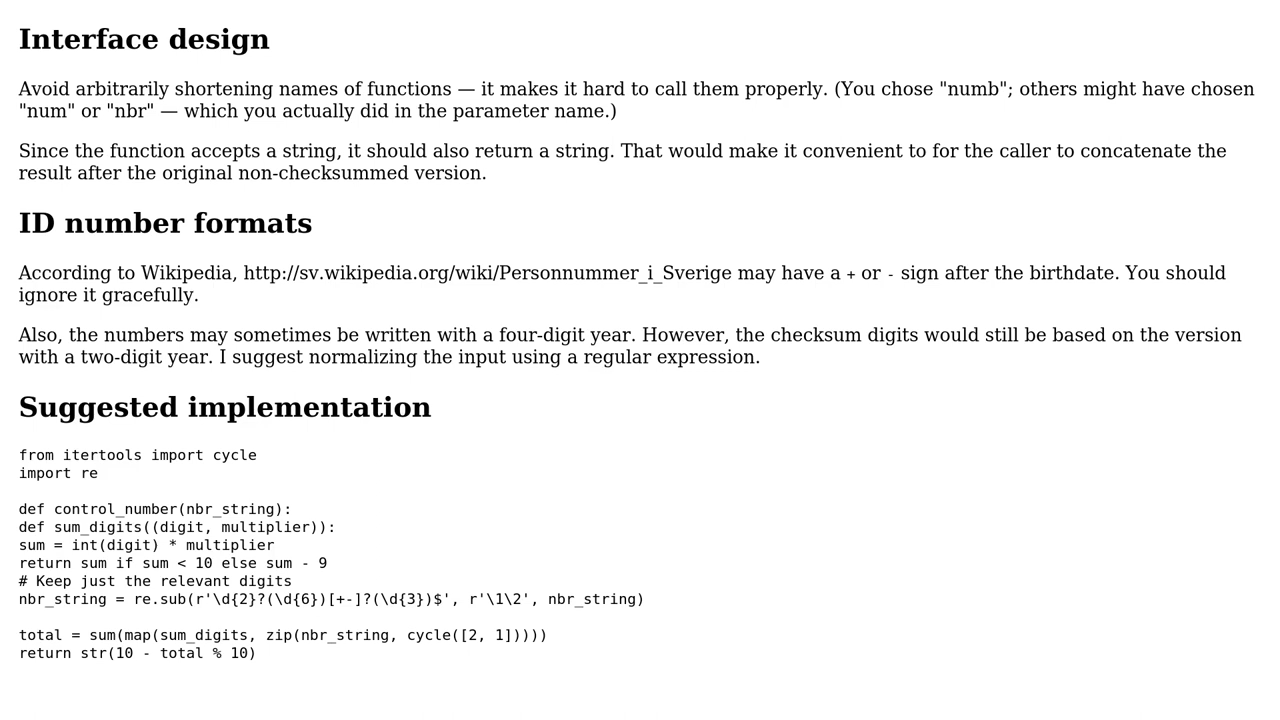 Interface design
Avoid arbitrarily shortening names of functions — it makes it hard to call them properly. (You chose "numb"; others might have chosen
"num" or "nbr" — which you actually did in the parameter name.)
Since the function accepts a string, it should also return a string. That would make it convenient to for the caller to concatenate the
result after the original non-checksummed version.
ID number formats
According to Wikipedia, http://sv.wikipedia.org/wiki/Personnummer_i_Sverige may have a + or - sign after the birthdate. You should
ignore it gracefully.
Also, the numbers may sometimes be written with a four-digit year. However, the checksum digits would still be based on the version
with a two-digit year. I suggest normalizing the input using a regular expression.
Suggested implementation
from itertools import cycle
import re
def control_number(nbr_string):
def sum_digits((digit, multiplier)):
sum = int(digit) * multiplier
return sum if sum < 10 else sum - 9
# Keep just the relevant digits
nbr_string = re.sub(r'\d{2}?(\d{6})[+-]?(\d{3})$', r'\1\2', nbr_string)
total = sum(map(sum_digits, zip(nbr_string, cycle([2, 1]))))
return str(10 - total % 10)